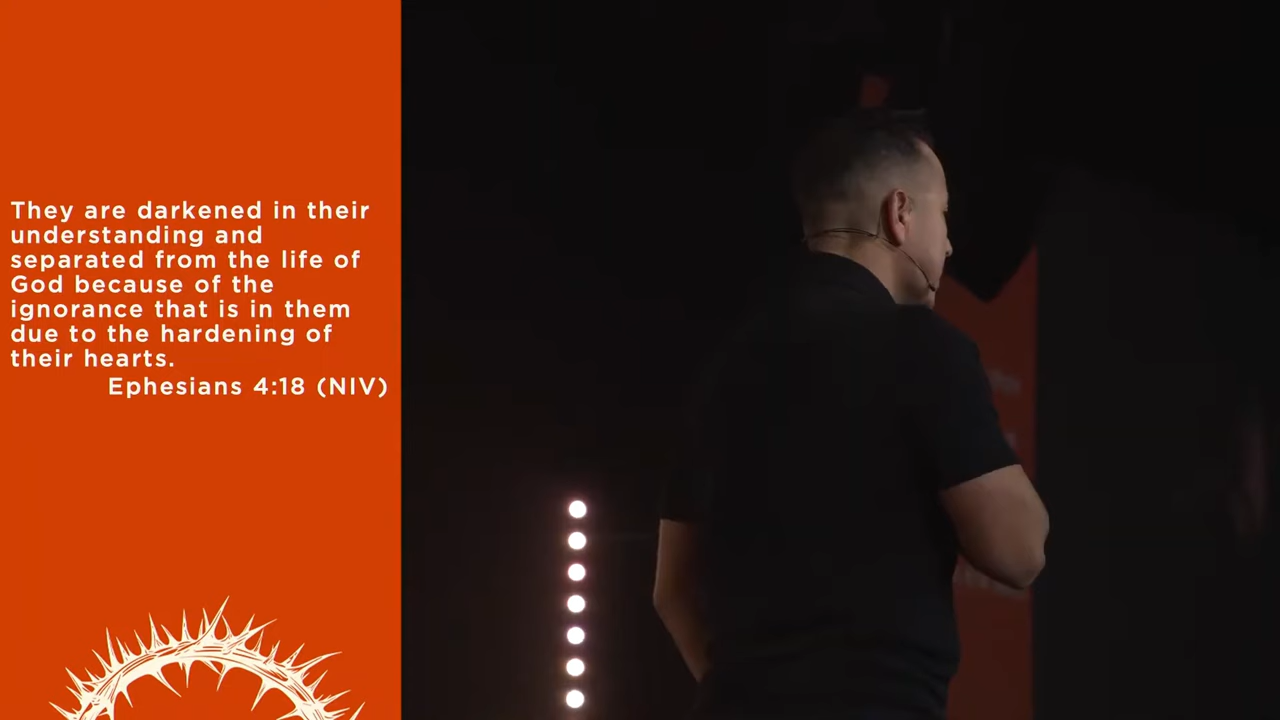 They are darkened in their
understanding and
separated from the life of
God because of the
ignorance that is in them
due to the hardening of
their hearts.
Ephesians 4:18 (NIV)